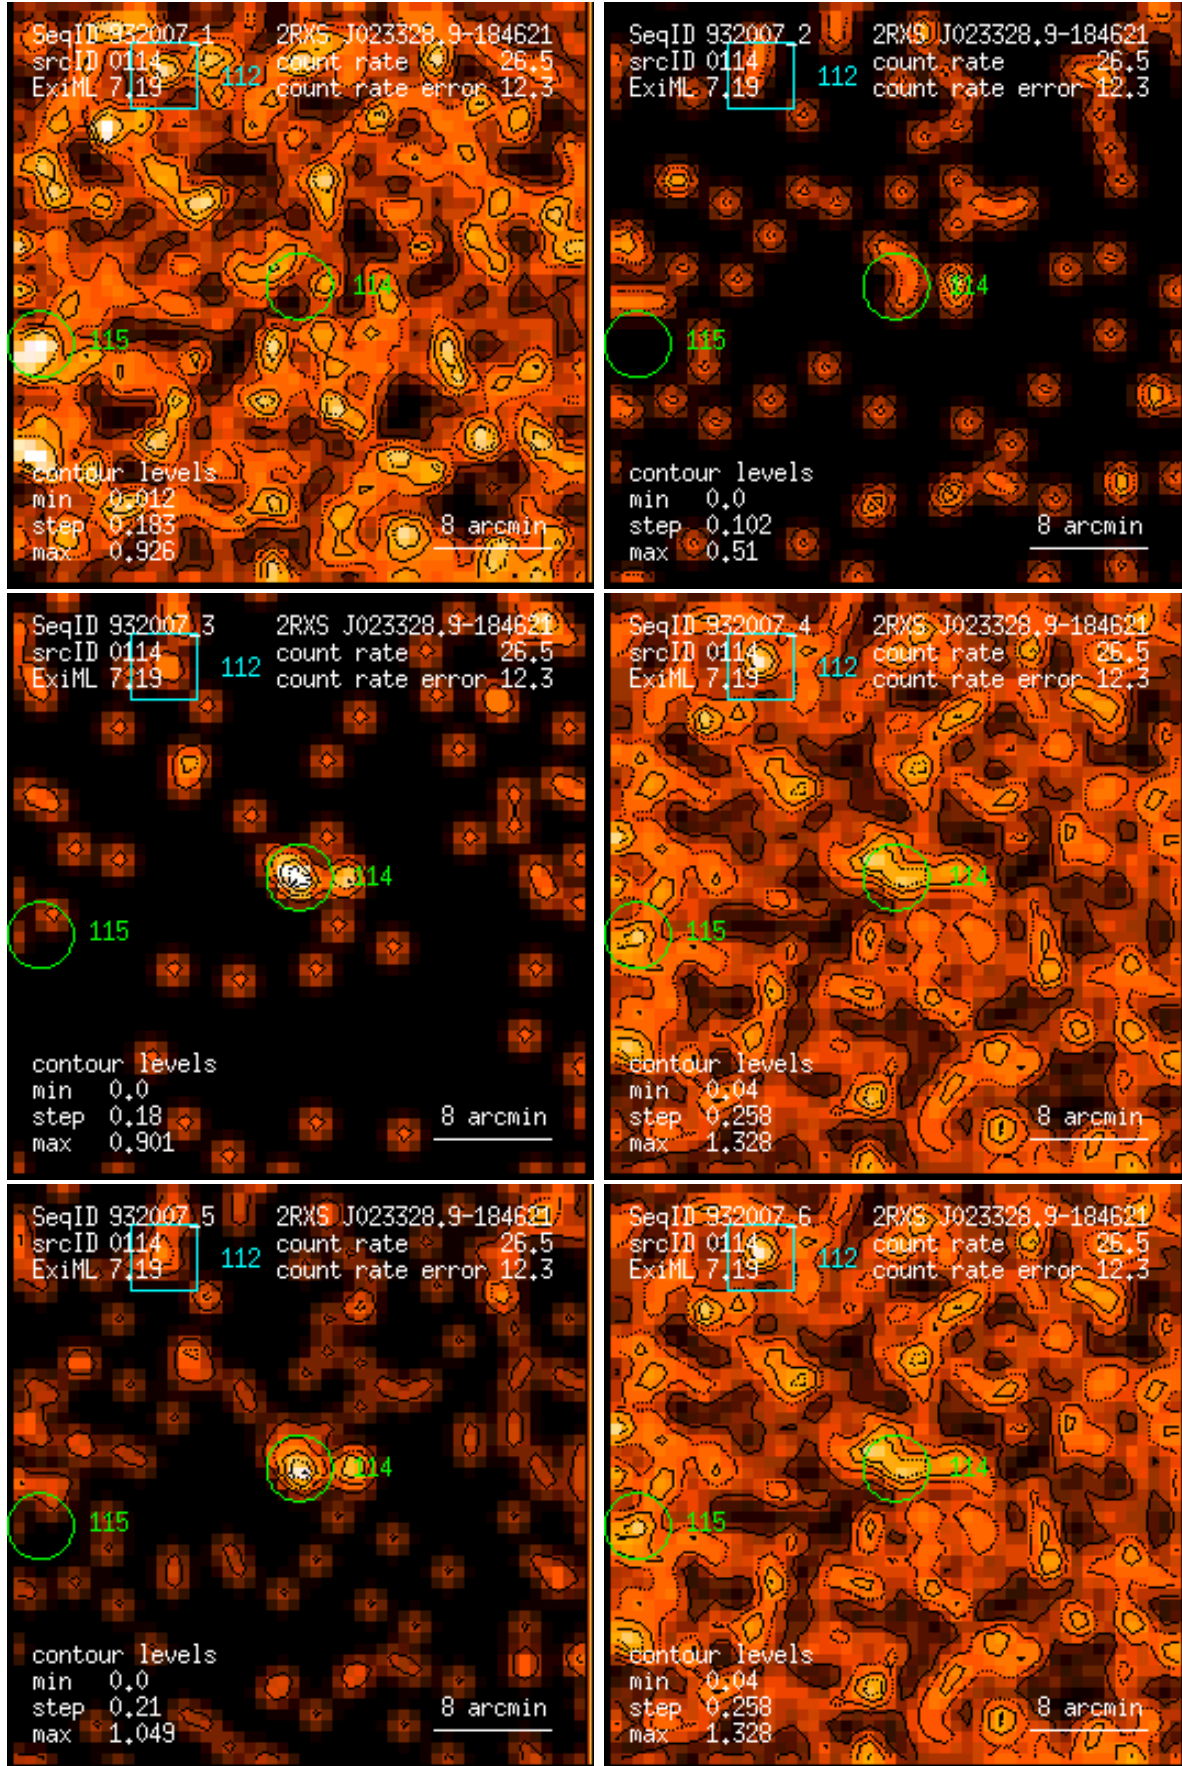 SeqID 932007_1 2RXS J023328.9-184621
srcID 0114 112 count rate 26.5
ExiML 7.19 count rate error 12.3
114
115
contour levels
min 0.012
step 0.183 8 arcmin
max 0.926
SeqID 932007_2 2RXS J023328.9-184621
srcID 0114 112 count rate 26.5
ExiML 7.19 count rate error 12.3
114
115
contour levels
min 0.0
step 0.102 8 arcmin
max 0.51
SeqID 932007_3 2RXS J023328.9-184621
srcID 0114 112 count rate 26.5
ExiML 7.19 count rate error 12.3
114
115
contour levels
min 0.0
step 0.18 8 arcmin
max 0.901
SeqID 932007_4 2RXS J023328.9-184621
srcID 0114 112 count rate 26.5
ExiML 7.19 count rate error 12.3
114
115
contour levels
min 0.04
step 0.258 8 arcmin
max 1.328
SeqID 932007_5 2RXS J023328.9-184621
srcID 0114 112 count rate 26.5
ExiML 7.19 count rate error 12.3
114
115
contour levels
min 0.0
step 0.21 8 arcmin
max 1.049
SeqID 932007_6 2RXS J023328.9-184621
srcID 0114 112 count rate 26.5
ExiML 7.19 count rate error 12.3
114
115
contour levels
min 0.04
step 0.258 8 arcmin
max 1.328